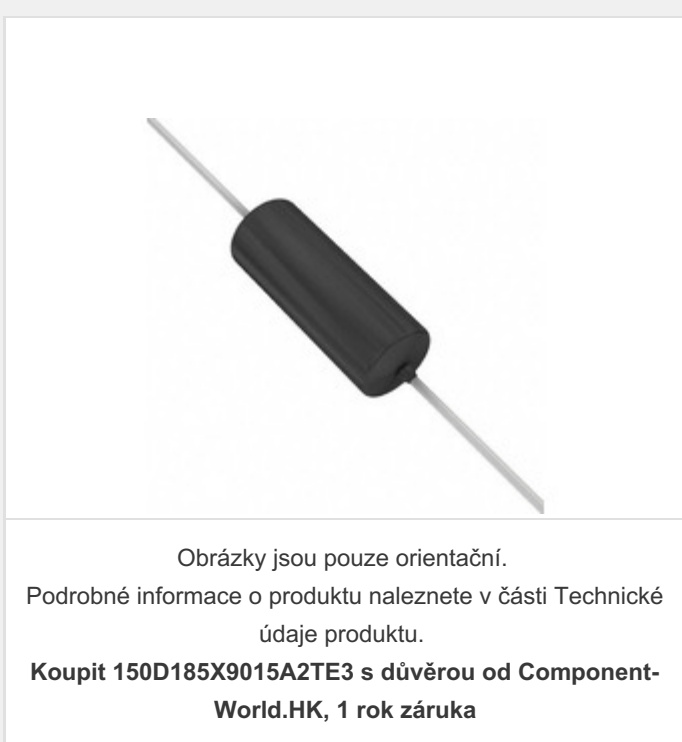 Obrázky jsou pouze orientační.
Podrobné informace o produktu naleznete v části Technické
údaje produktu.
Koupit 150D185X9015A2TE3 s důvěrou od Component-
World.HK, 1 rok záruka